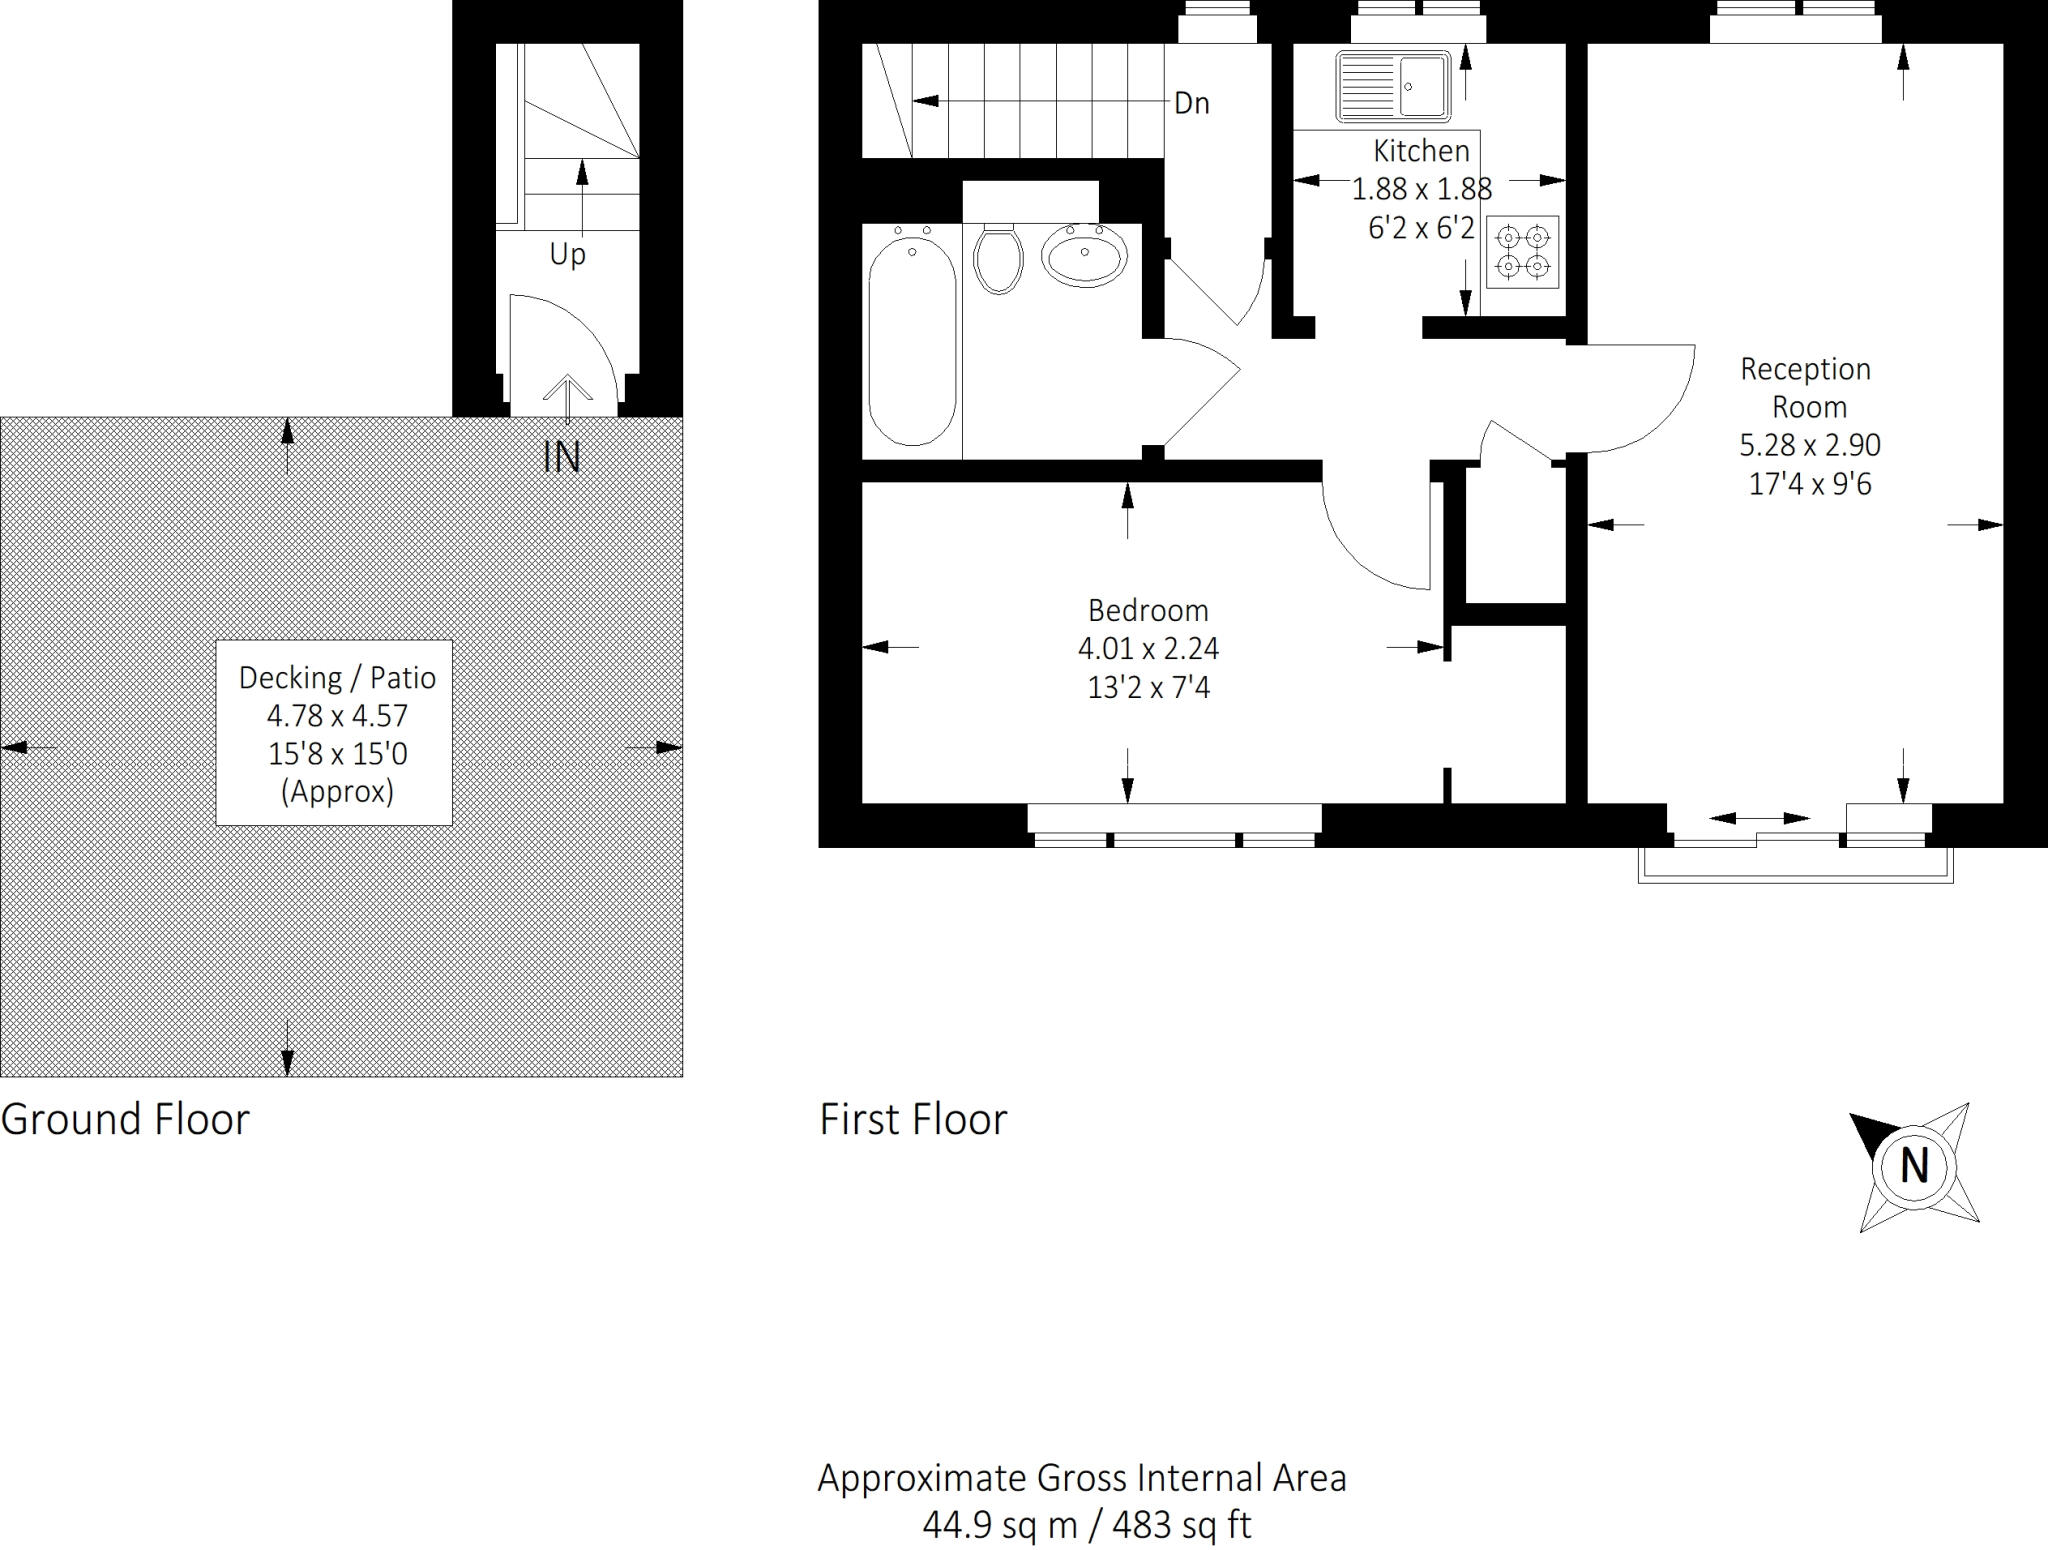 Dn
Kitchen
1.88 x 1.88
6'2 x 6'2
Up
Reception
Room
5.28 x 2.90
17'4 x 9'6
IN
Bedroom
4.01 x 2.24
13'2 x 7'4
Decking / Patio
4.78 x 4.57
15'8 x 15'0
(Approx)
Ground Floor
First Floor
N
Approximate Gross Internal Area
44.9 sq m / 483 sq ft